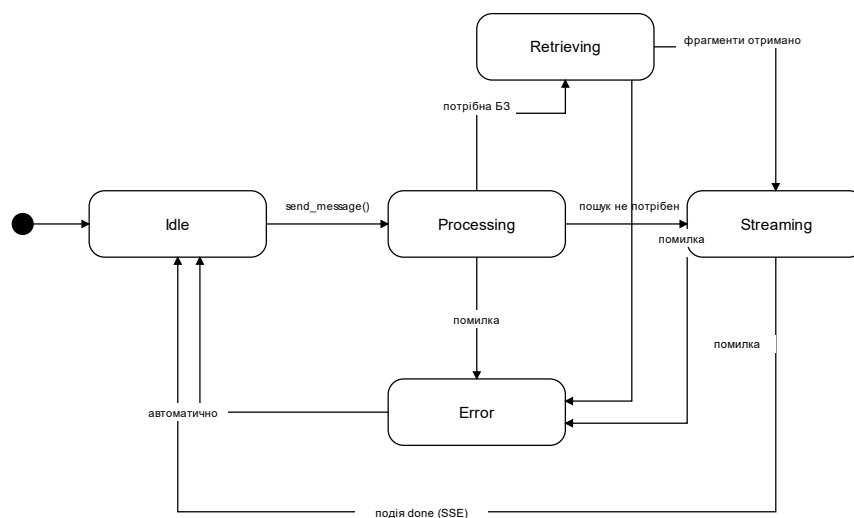 Retrieving
фрагменти отримано
потрібна БЗ
Idle
send_message()
Processing
пошук не потрібен
Streaming
помилка
помилка
помилка
Error
автоматично
подія done (SSE)